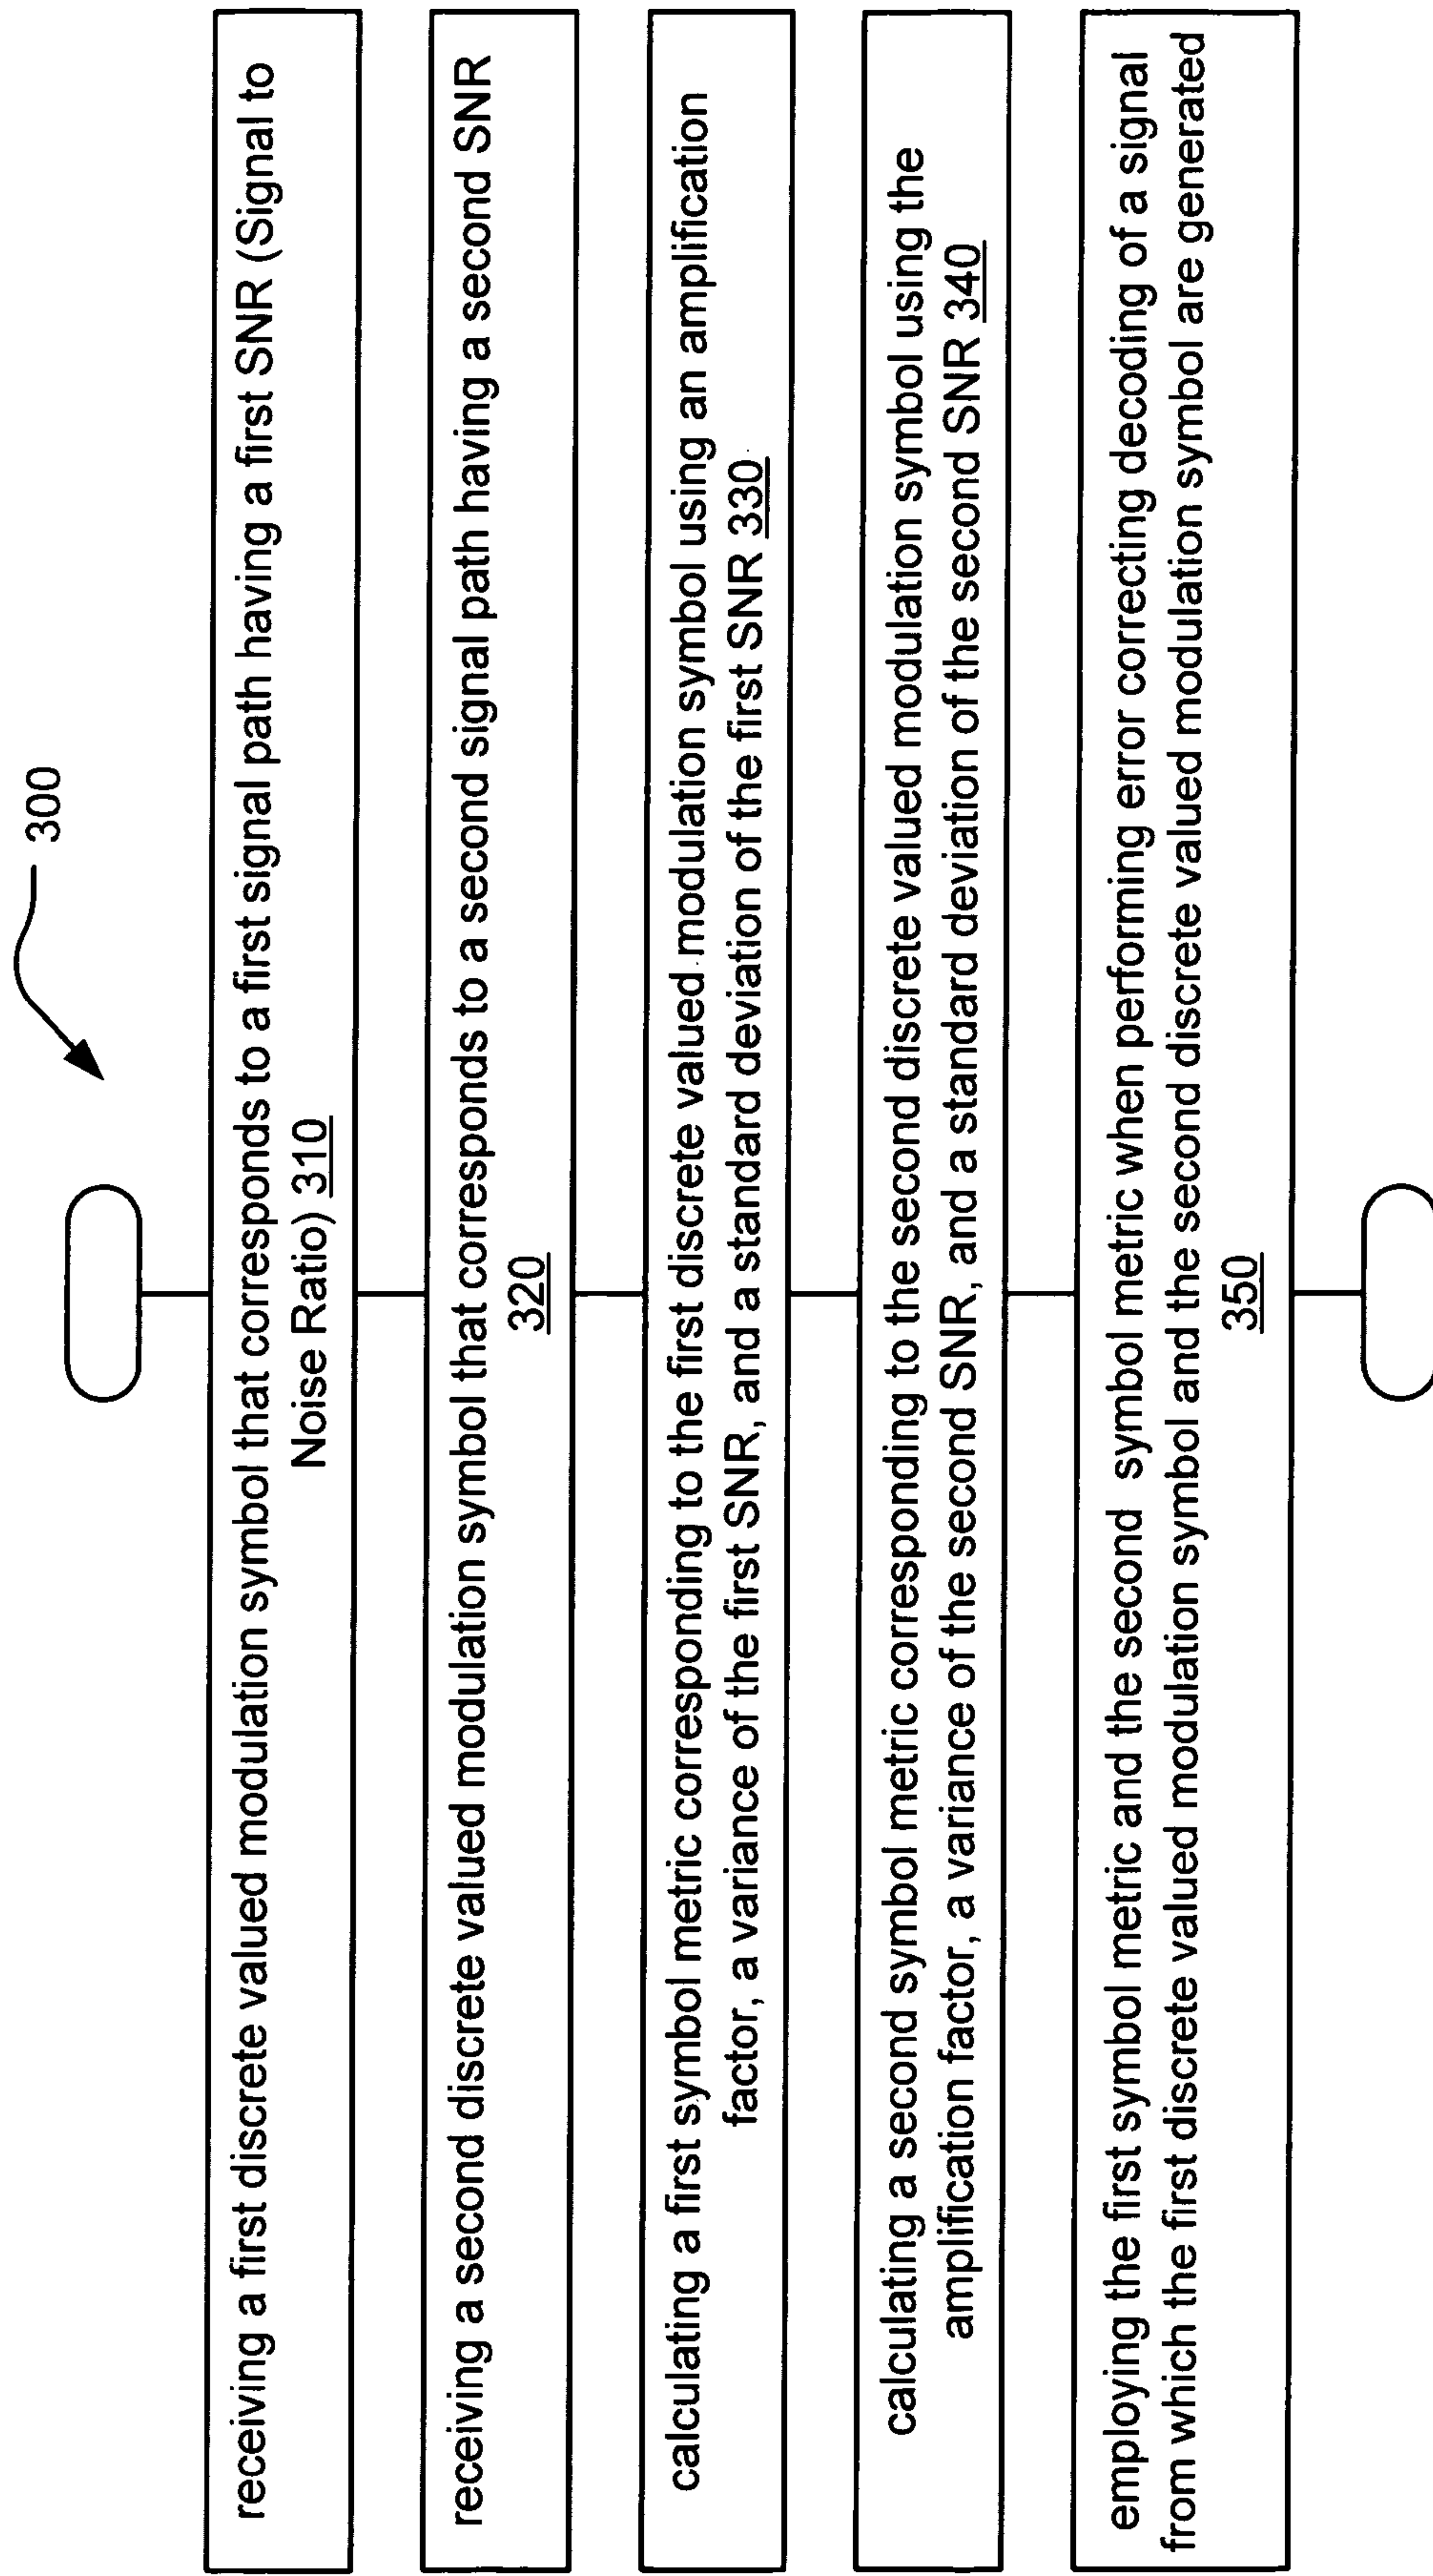 300
receiving a first discrete valued modulation symbol that corresponds to a first signal path having a first SNR (Signal to
Noise Ratio) 310
receiving a second discrete valued modulation symbol that corresponds to a second signal path having a second SNR
320
calculating a first symbol metric corresponding to the first discrete valued modulation symbol using an amplification
factor, a variance of the first SNR, and a standard deviation of the first SNR 330
calculating a second symbol metric corresponding to the second discrete valued modulation symbol using the
amplification factor, a variance of the second SNR, and a standard deviation of the second SNR 340
employing the first symbol metric and the second symbol metric when performing error correcting decoding of a signal
from which the first discrete valued modulation symbol and the second discrete valued modulation symbol are generated
350